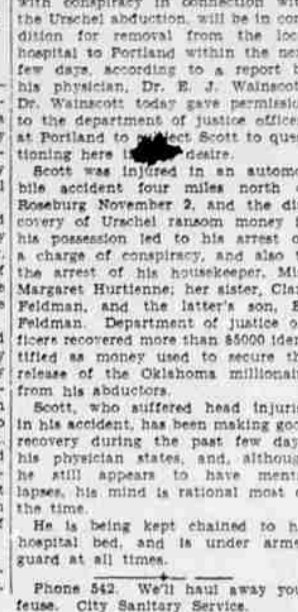 with conspiracy in connection wit
the Urschel abduction, will be in con
dition for removal from the loc
hospital to Portland within the ne
few days, according to a report b
his physician, Dr. E. J. Wainscot
Dr. Wainscott today gave permissio
to the department of justice office
at Portland to subject Scott to que
tioning here desire.
Scott was injured in an automo
bile accident four miles north
Roseburg November 2, and the di
covery of Urschel ransom money i
his possession led to his arrest o
a charge of conspiracy, and also t
the arrest of his housekeeper, Mi
Margaret Hurtienne; her sister, Cla
Feldman, and the latter's son, E
Feldman. Department of justice o
ficers recovered more than $5000 iden
tified as money used to secure th
release of the Oklahoma millionai
from his abductors.
Scott, who suffered head injuri
in his accident, has been making goo
recovery during the past few day
his physician states, and, althoug
he still appears to have ment
lapses, his mind is rational most
the time.
He is being kept chained to h
hospital bed, and is under arme
guard at all times.
Phone 542. We'll haul away you
feuse. City Sanitary Service.